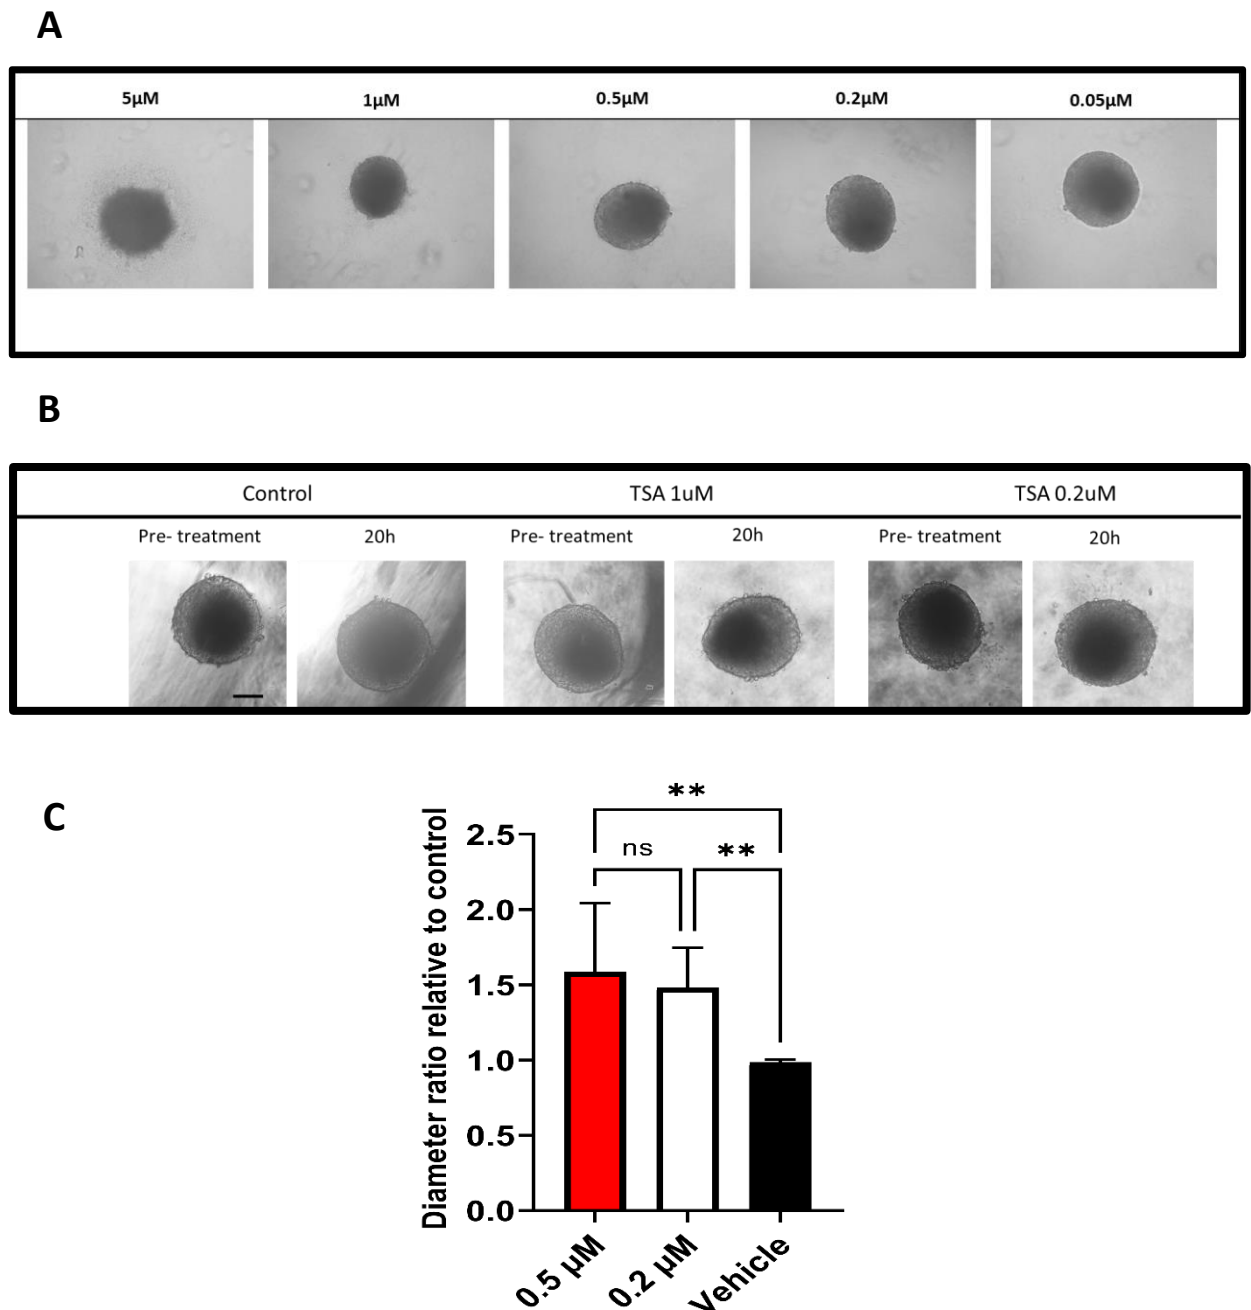 A
5µM 1µM 0.5µM 0.2µM 0.05µM
B
Control TSA 1uM TSA 0.2uM
Pre- treatment 20h Pre- treatment 20h Pre- treatment 20h
C
**
ns **
Diameter ratio relative to control
2.5
2.0
1.5
1.0
0.5
0.0
0.5 µM 0.2 µM Vehicle